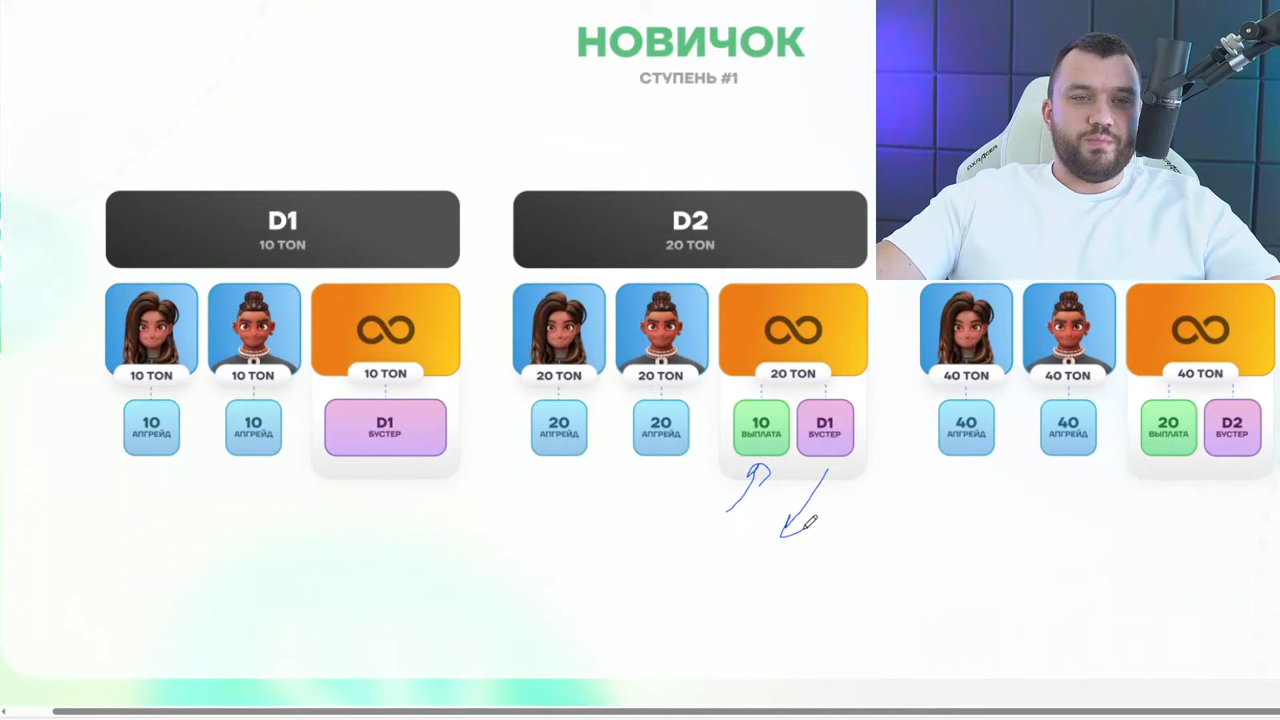 НОВИЧОК
СТУПЕНЬ #1
D1
10 TON
D2
20 TON
10 TON
10 TON
10 TON
20 TON
20 TON
20 TON
40 TON
40 TON
40 TON
10
АПГРЕЙД
10
АПГРЕЙД
D1
БУСТЕР
20
АПГРЕЙД
20
АПГРЕЙД
10
ВЫПЛАТА
D1
БУСТЕР
40
АПГРЕЙД
40
АПГРЕЙД
20
ВЫПЛАТА
D2
БУСТЕР
DXRACER